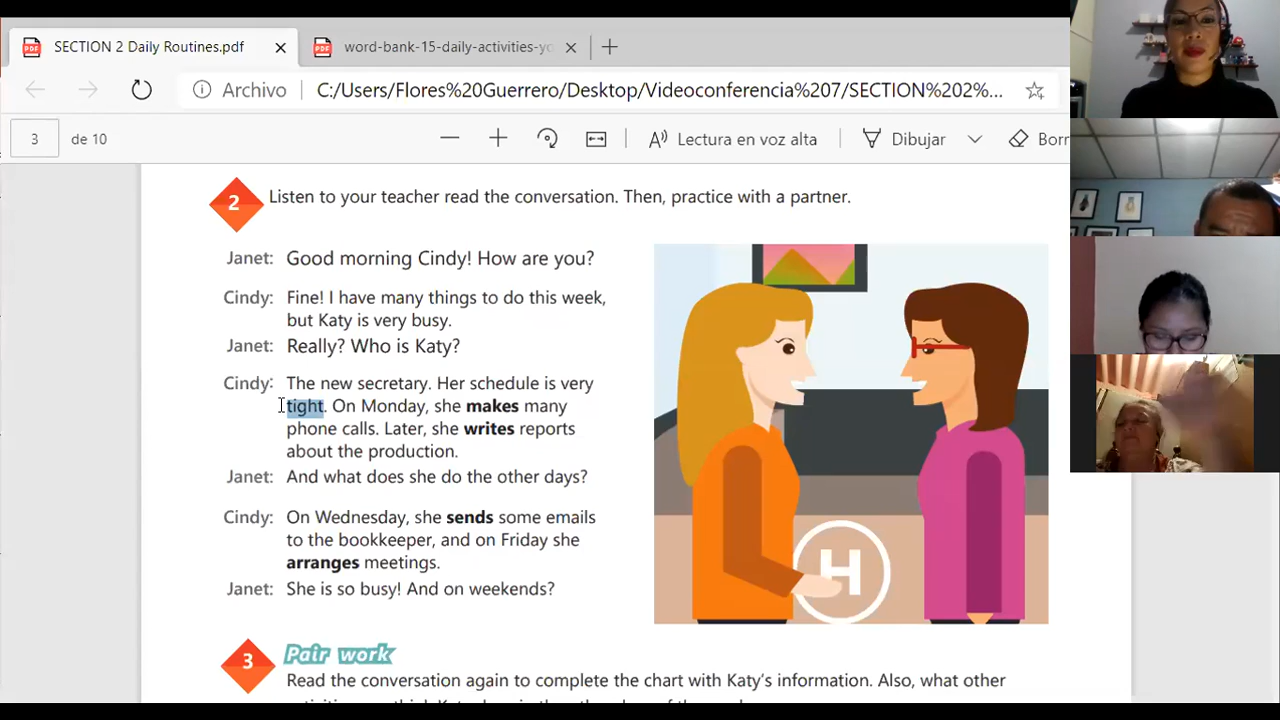 SECTION 2 Daily Routines.pdf
word-bank-15-daily-activities-yo
Archivo
C:/Users/Flores%20Guerrero/Desktop/Videoconferencia%207/SECTION%202%...
3 de 10
Lectura en voz alta
Dibujar
Bor
2 Listen to your teacher read the conversation. Then, practice with a partner.
Janet: Good morning Cindy! How are you?
Cindy: Fine! I have many things to do this week,
but Katy is very busy.
Janet: Really? Who is Katy?
Cindy: The new secretary. Her schedule is very
tight. On Monday, she makes many
phone calls. Later, she writes reports
about the production.
Janet: And what does she do the other days?
Cindy: On Wednesday, she sends some emails
to the bookkeeper, and on Friday she
arranges meetings.
Janet: She is so busy! And on weekends?
H
3 Pair work
Read the conversation again to complete the chart with Katy's information. Also, what other